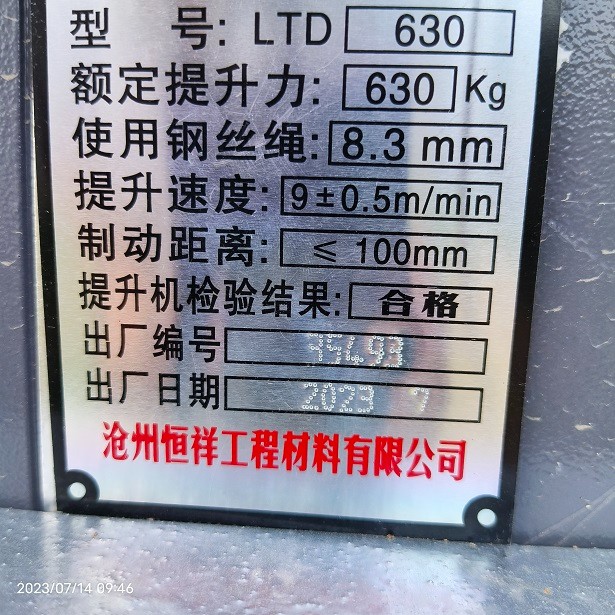 型 号: LTD 630
额定提升力: 630 Kg
使用钢丝绳: 8.3 mm
提升速度: 9±0.5m/min
制动距离: ≤ 100mm
提升机检验结果: 合格
出厂编号
出厂日期 2023 7
沧州恒祥工程材料有限公司
2023/07/14 09:46